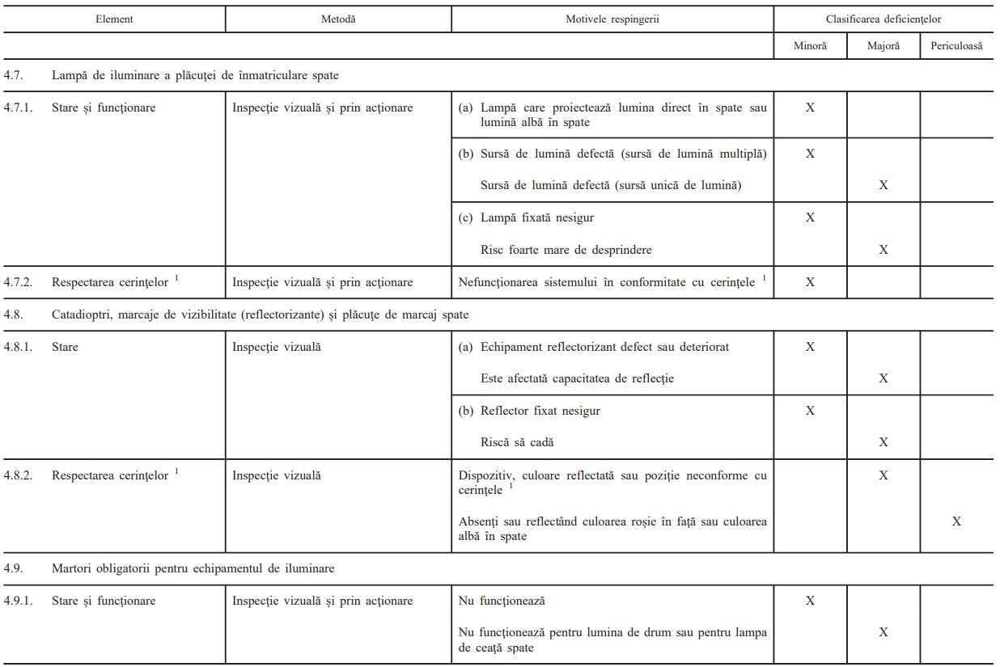 Element Metodă Motivele respingerii Clasificarea deficiențelor
Minoră Majoră Periculoasă
4.7. Lampă de iluminare a plăcuței de înmatriculare spate
4.7.1. Stare și funcționare Inspecție vizuală și prin acționare (a) Lampă care proiectează lumina direct în spate sau X
lumină albă în spate
(b) Sursă de lumină defectă (sursă de lumină multiplă) X
Sursă de lumină defectă (sursă unică de lumină) X
(c) Lampă fixată nesigur X
Risc foarte mare de desprindere X
4.7.2. Respectarea cerințelor 1 Inspecție vizuală și prin acționare Nefuncționarea sistemului în conformitate cu cerințele 1 X
4.8. Catadioptri, marcaje de vizibilitate (reflectorizante) și plăcuțe de marcaj spate
4.8.1. Stare Inspecție vizuală (a) Echipament reflectorizant defect sau deteriorat X
Este afectată capacitatea de reflecție X
(b) Reflector fixat nesigur X
Riscă să cadă X
4.8.2. Respectarea cerințelor 1 Inspecție vizuală Dispozitiv, culoare reflectată sau poziție neconforme cu X
cerințele 1
Absenți sau reflectând culoarea roșie în față sau culoarea X
albă în spate
4.9. Martori obligatorii pentru echipamentul de iluminare
4.9.1. Stare și funcționare Inspecție vizuală și prin acționare Nu funcționează X
Nu funcționează pentru lumina de drum sau pentru lampa X
de ceață spate